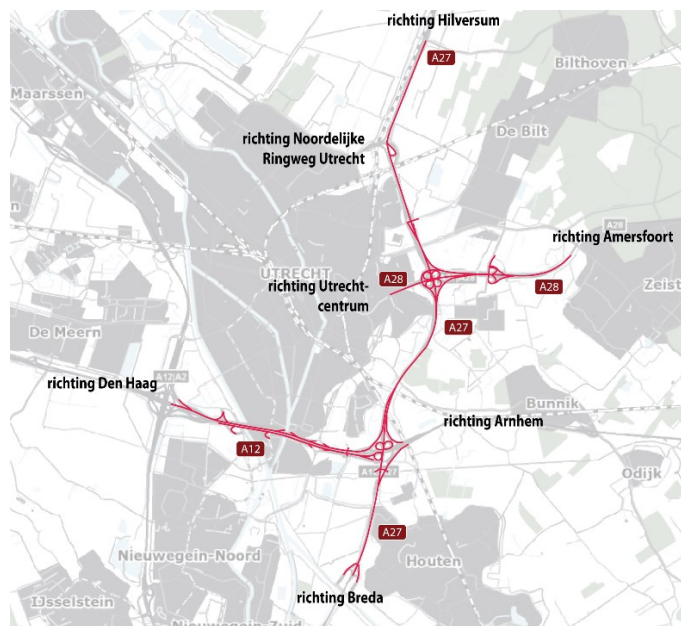 richting Hilversum
A27
Bilthoven
Maarssen
De Bilt
richting Noordelijke
Ringweg Utrecht
A28
richting Amersfoort
UTRECHT
richting Utrecht-
centrum
A28
A28
Zeist
A27
De Meern
richting Den Haag
A12|A2
Bunnik
richting Arnhem
A12
Odijk
A27
Nieuwegein-Noord
Houten
richting Breda
IJsselstein
Nieuwegein-Zuid